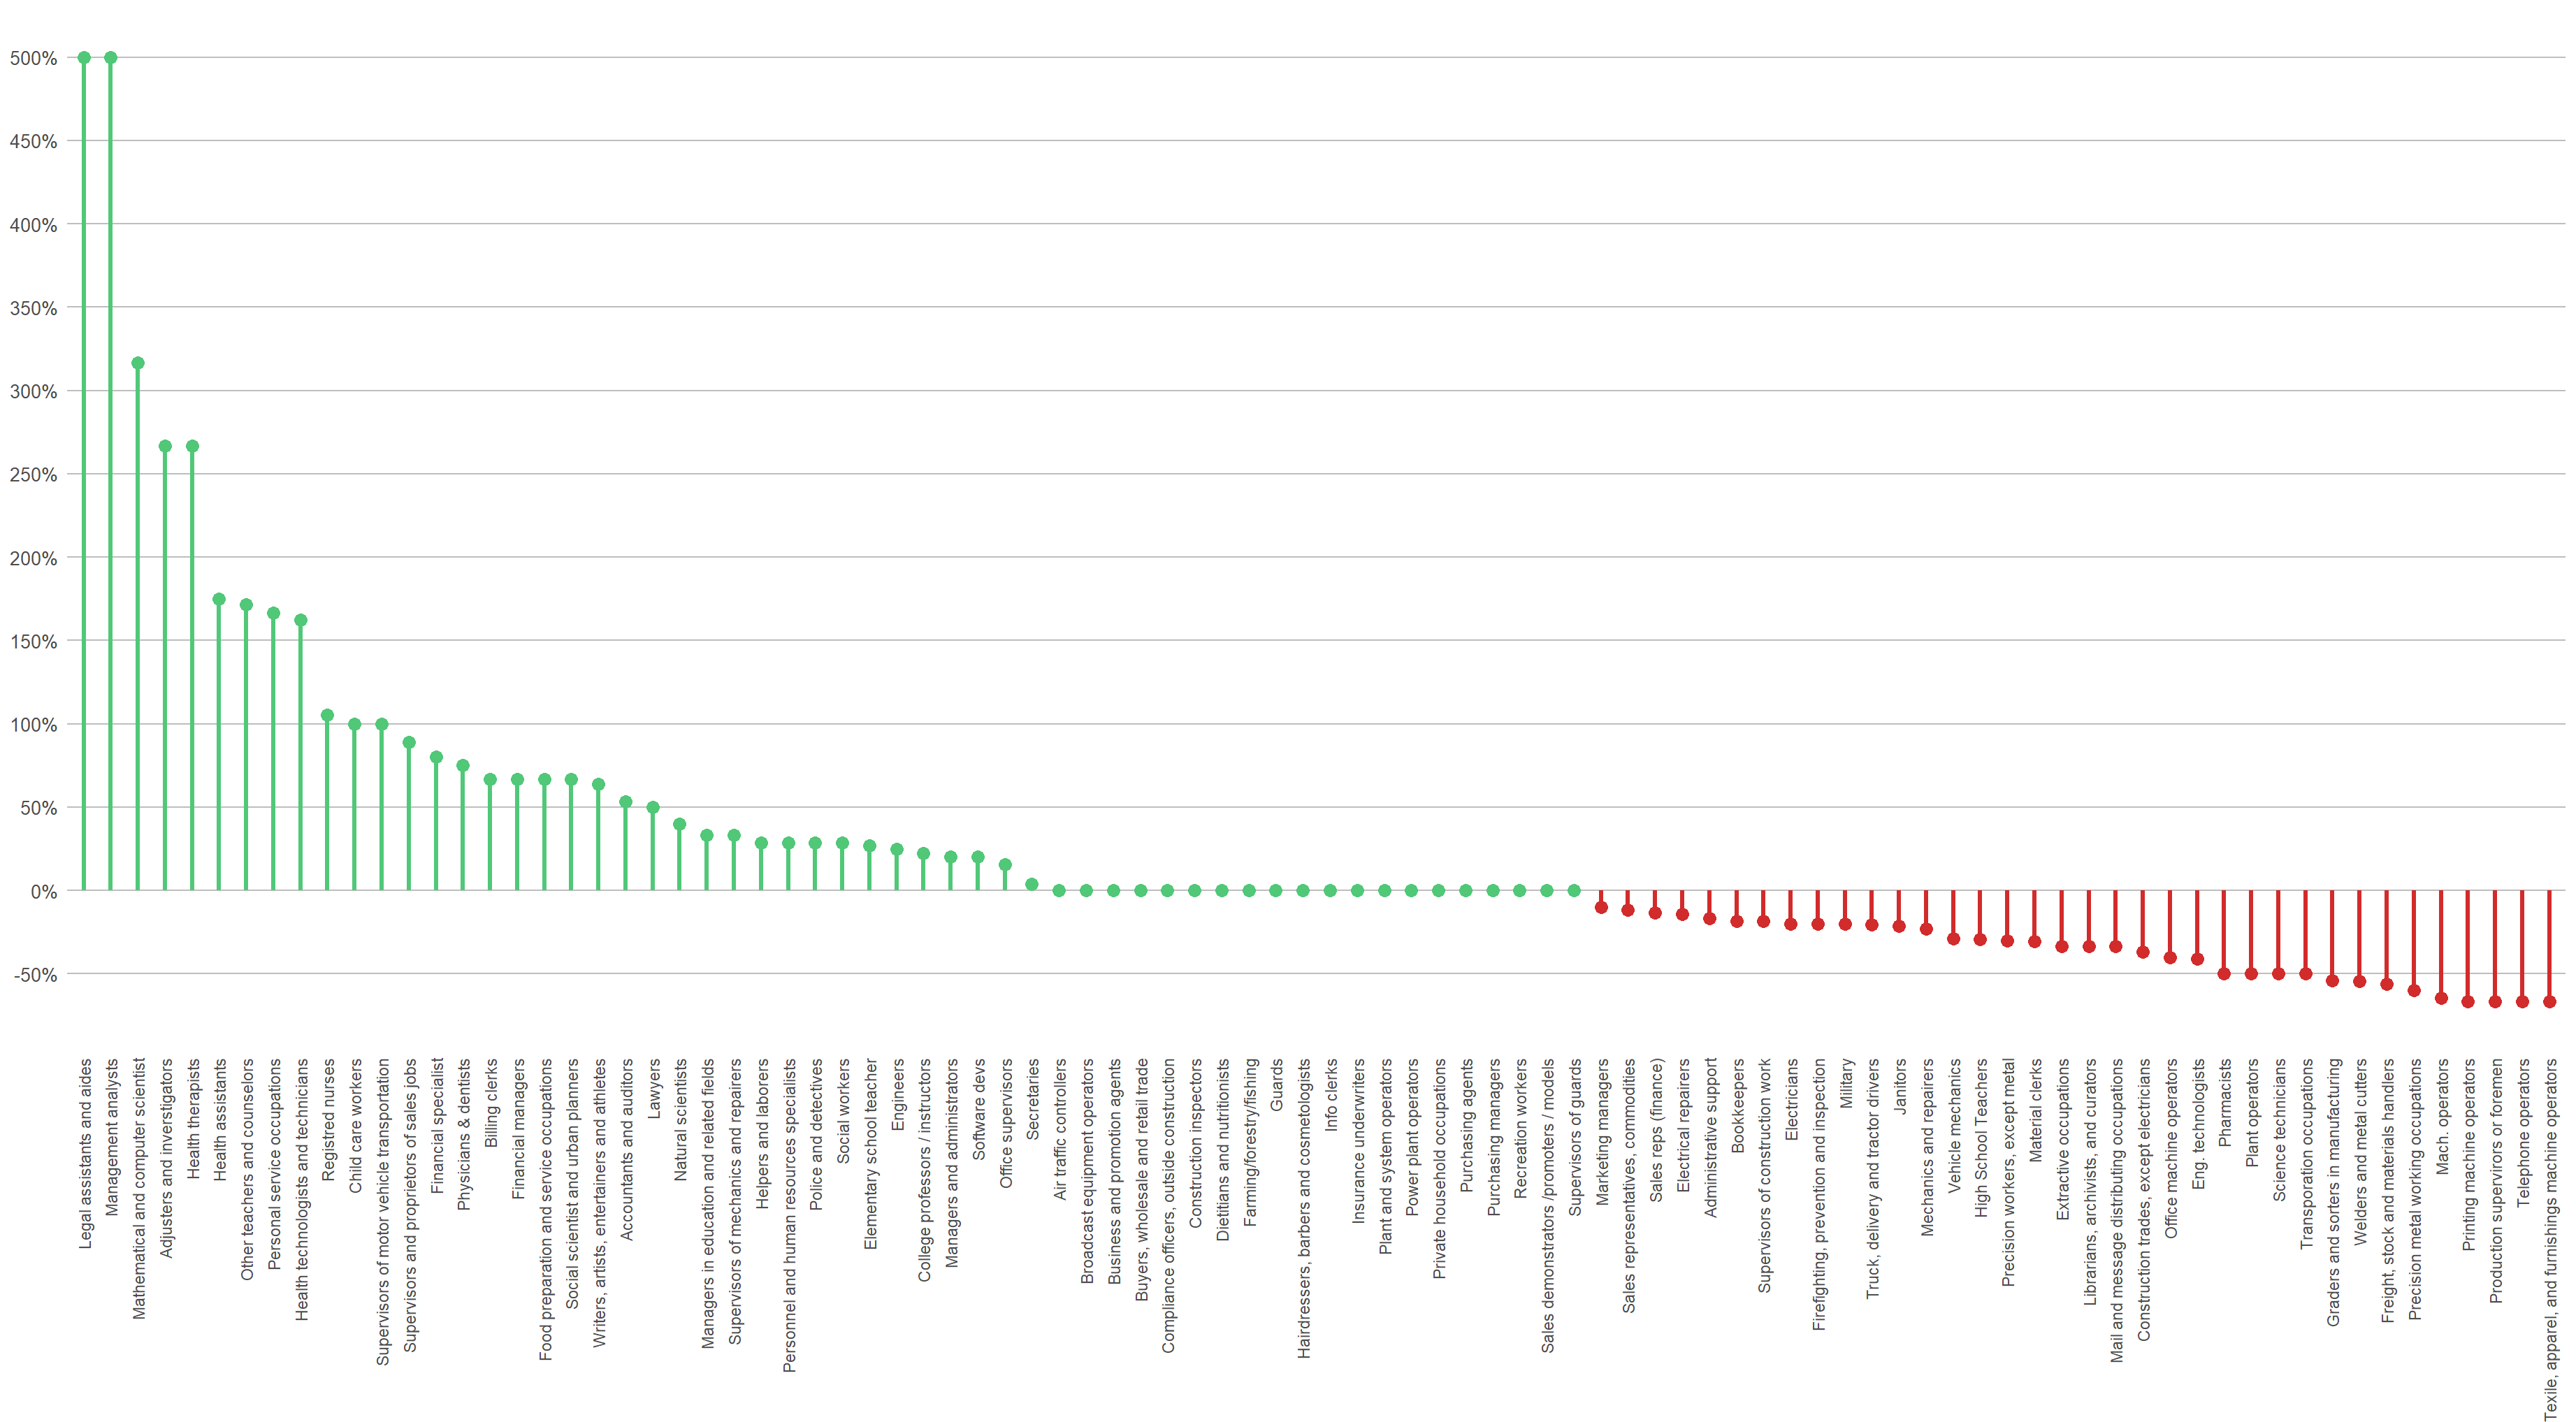 500%
450%
400%
350%
300%
250%
200%
150%
100%
50%
0%
-50%
Legal assistants and aides
Management analysts
Mathematical and computer scientist
Adjusters and inverstigators
Health therapists
Health assistants
Other teachers and counselors
Personal service occupations
Health technologists and technicians
Registred nurses
Child care workers
Supervisors of motor vehicle transportation
Supervisors and proprietors of sales jobs
Financial specialist
Physicians & dentists
Billing clerks
Financial managers
Food preparation and service occupations
Social scientist and urban planners
Writers, artists, entertainers and athletes
Accountants and auditors
Lawyers
Natural scientists
Managers in education and related fields
Supervisors of mechanics and repairers
Helpers and laborers
Personnel and human resources specialists
Police and detectives
Social workers
Elementary school teacher
Engineers
College professors / instructors
Managers and administrators
Software devs
Office supervisors
Secretaries
Air traffic controllers
Broadcast equipment operators
Business and promotion agents
Buyers, wholesale and retail trade
Compliance officers, outside construction
Construction inspectors
Dietitians and nutritionists
Farming/forestry/fishing
Guards
Hairdressers, barbers and cosmetologists
Info clerks
Insurance underwriters
Plant and system operators
Power plant operators
Private household occupations
Purchasing agents
Purchasing managers
Recreation workers
Sales demonstrators /promoters / models
Supervisors of guards
Marketing managers
Sales representatives, commodities
Sales reps (finance)
Electrical repairers
Administrative support
Bookkeepers
Supervisors of construction work
Electricians
Firefighting, prevention and inspection
Military
Truck, delivery and tractor drivers
Janitors
Mechanics and repairers
Vehicle mechanics
High School Teachers
Precision workers, except metal
Material clerks
Extractive occupations
Librarians, archivists, and curators
Mail and message distributing occupations
Construction trades, except electricians
Office machine operators
Eng. technologists
Pharmacists
Plant operators
Science technicians
Transporation occupations
Graders and sorters in manufacturing
Welders and metal cutters
Freight, stock and materials handlers
Precision metal working occupations
Mach. operators
Printing machine operators
Production supervirors or foremen
Telephone operators
Texile, apparel, and furnishings machine operators